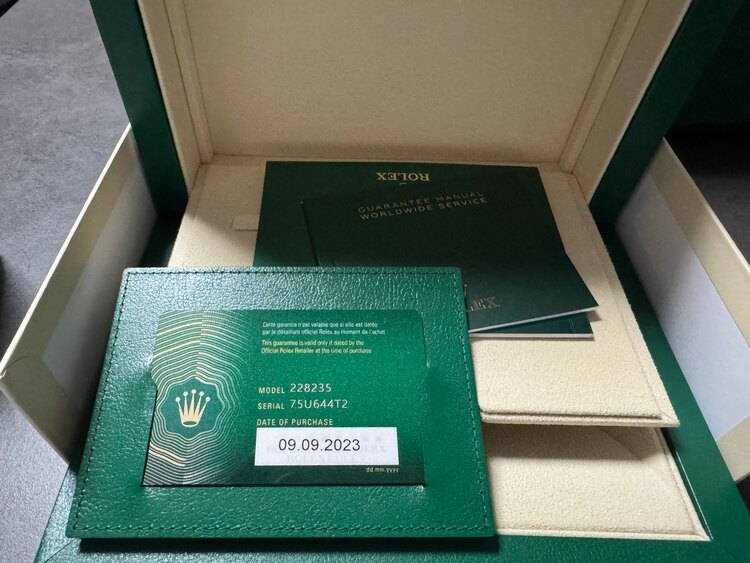 ROLEX
GUARANTEE MANUAL
WORLDWIDE SERVICE
Cette garantie n'est valable que si elle est datée
par le détaillant officiel Rolex au moment de l'achat
This guarantee is valid only if dated by the
Official Rolex Retailer at the time of purchase
MODEL 228235
SERIAL 75U644T2
DATE OF PURCHASE
09.09.2023
dd.mm.yyyy